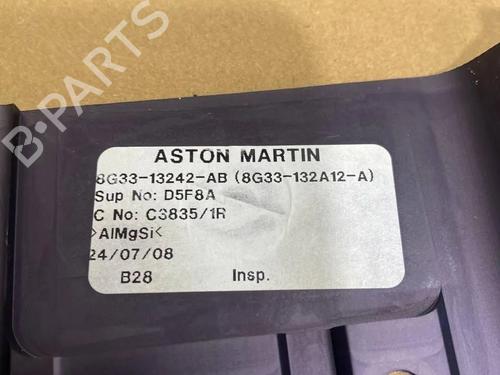 ASTON MARTIN
8G33-13242-AB (8G33-132A12-A)
Sup No: D5F8A
C No: C3835/1R
>AlMgSi<
24/07/08
B28 Insp.
B-PARTS